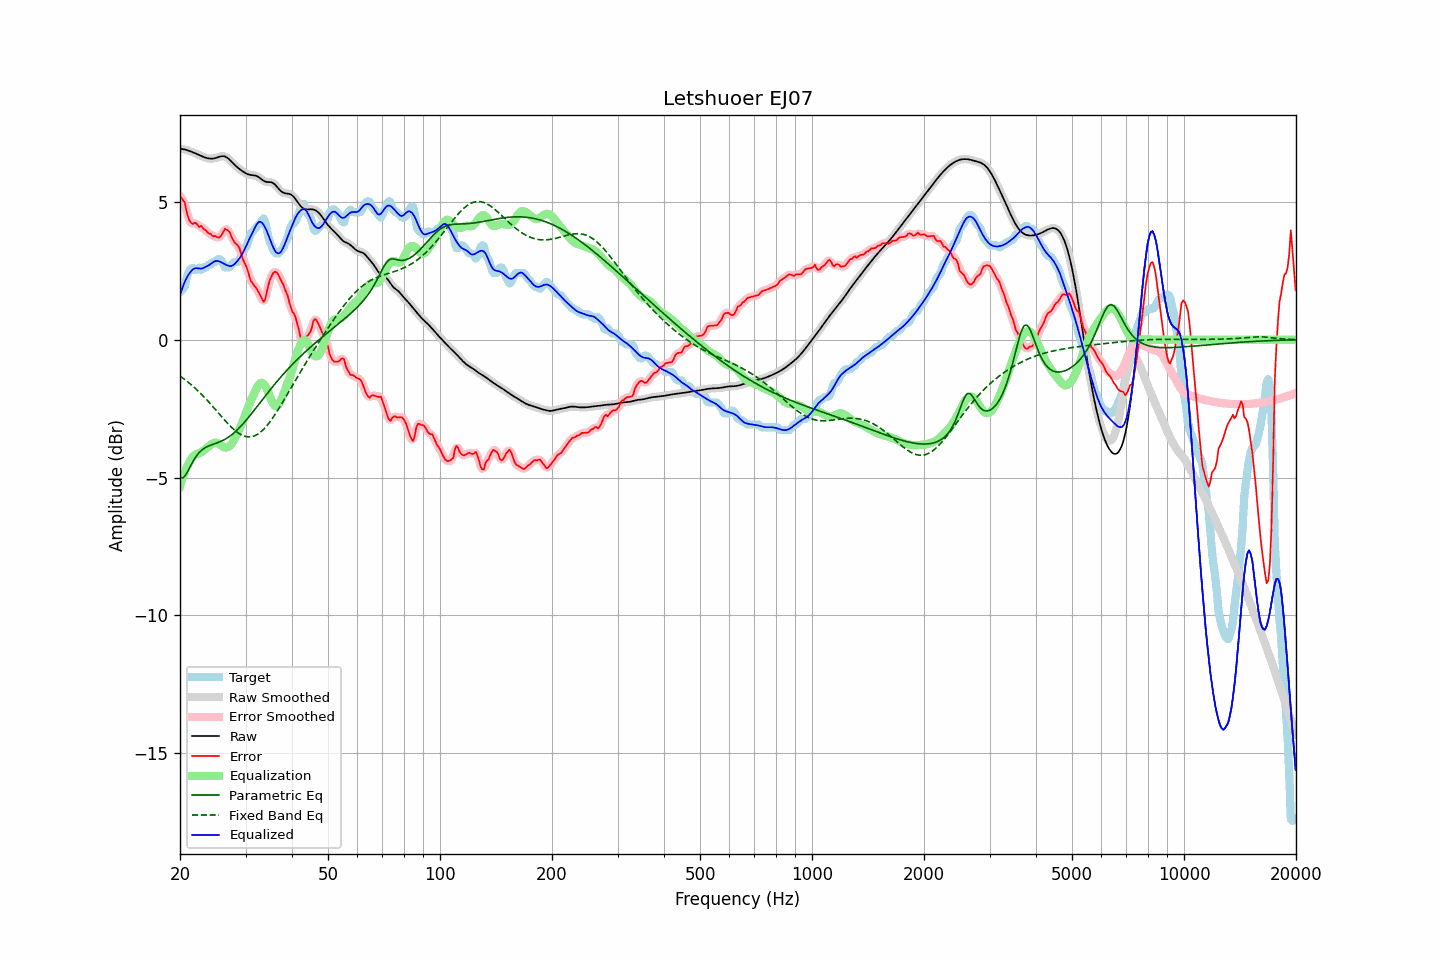 Letshuoer EJ07
Amplitude (dBr)
5
0
−5
−10
−15
Target
Raw Smoothed
Error Smoothed
Raw
Error
Equalization
Parametric Eq
Fixed Band Eq
Equalized
20 50 100 200 500 1000 2000 5000 10000 20000
Frequency (Hz)